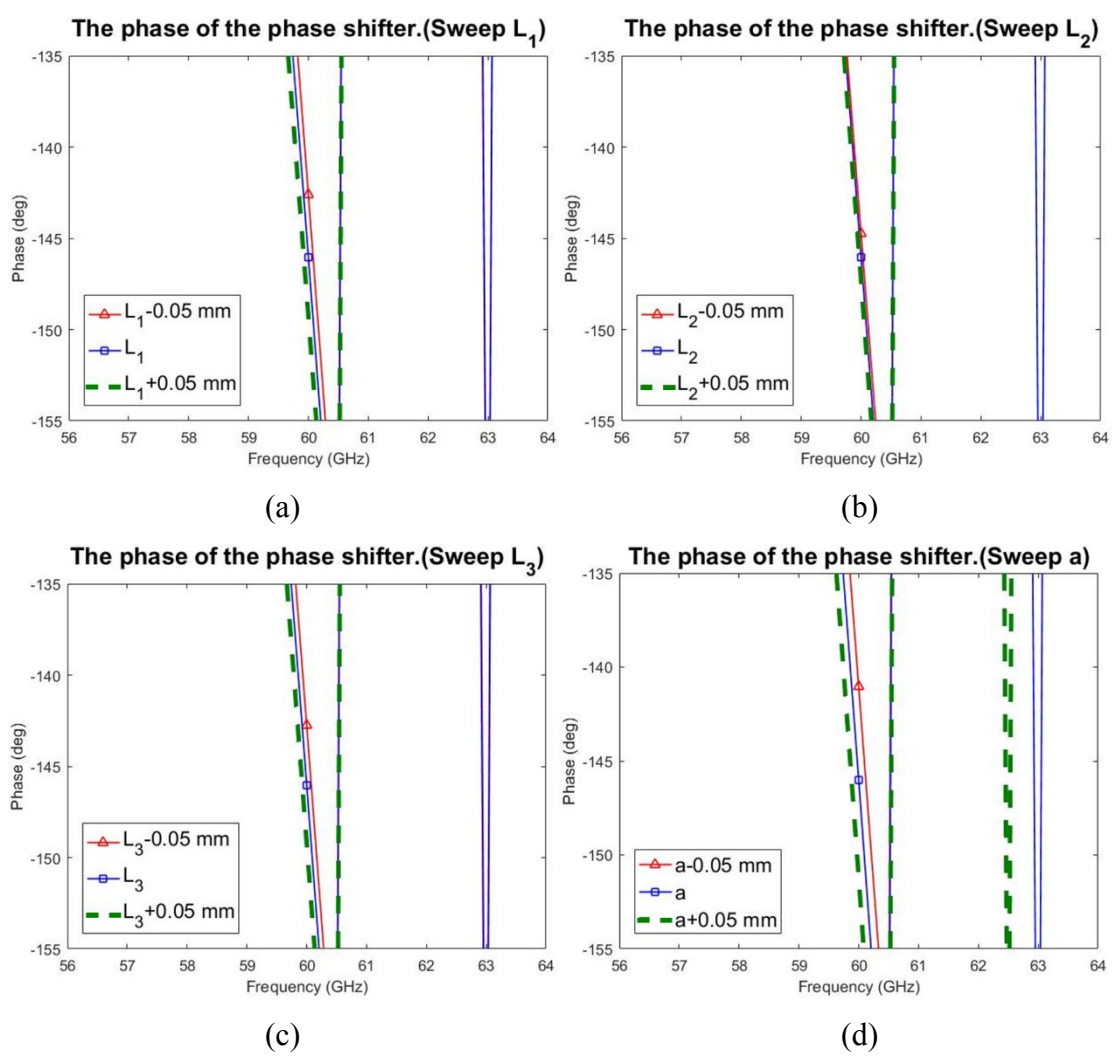 The phase of the phase shifter.(Sweep L1)
-135
-140
-145
-150
-155
Phase (deg)
L1-0.05 mm
L1
L1+0.05 mm
56 57 58 59 60 61 62 63 64
Frequency (GHz)
(a)
The phase of the phase shifter.(Sweep L2)
-135
-140
-145
-150
-155
Phase (deg)
L2-0.05 mm
L2
L2+0.05 mm
56 57 58 59 60 61 62 63 64
Frequency (GHz)
(b)
The phase of the phase shifter.(Sweep L3)
-135
-140
-145
-150
-155
Phase (deg)
L3-0.05 mm
L3
L3+0.05 mm
56 57 58 59 60 61 62 63 64
Frequency (GHz)
(c)
The phase of the phase shifter.(Sweep a)
-135
-140
-145
-150
-155
Phase (deg)
a-0.05 mm
a
a+0.05 mm
56 57 58 59 60 61 62 63 64
Frequency (GHz)
(d)